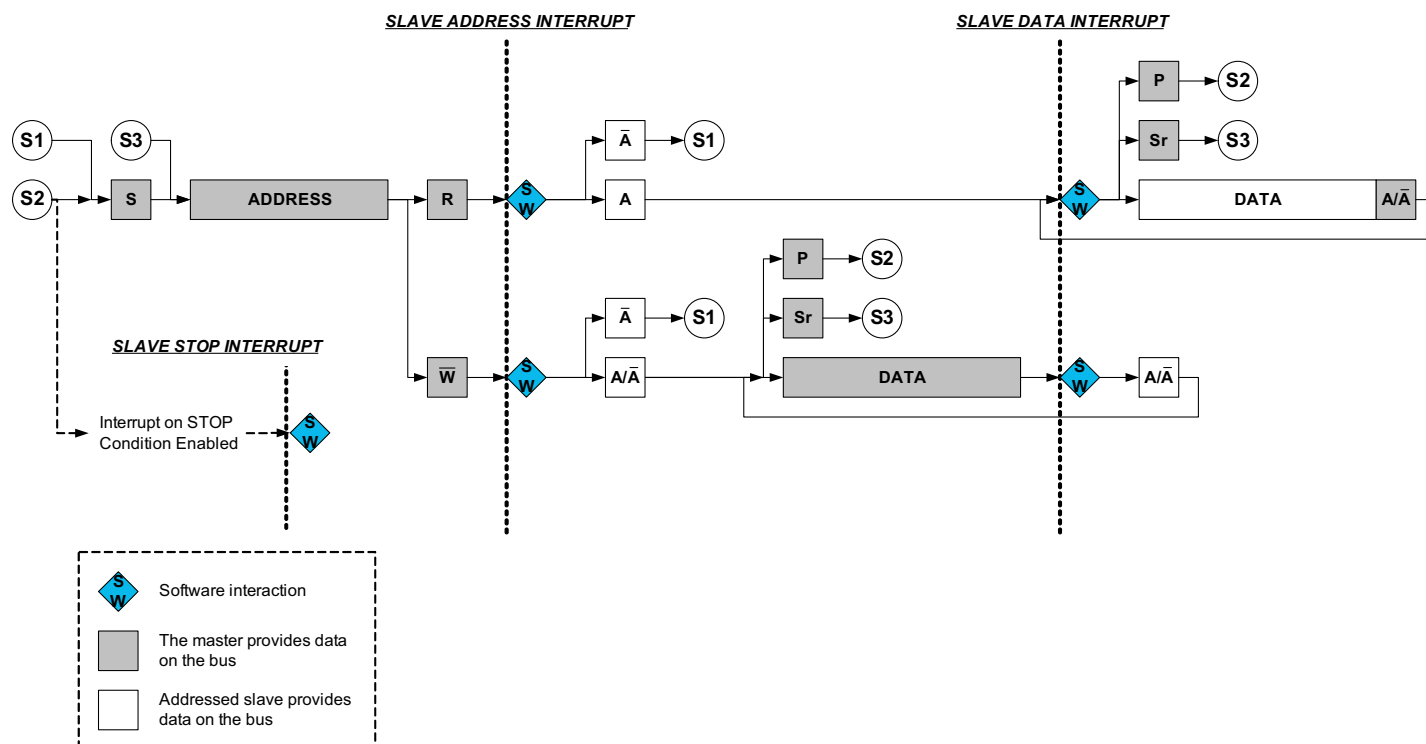 SLAVE ADDRESS INTERRUPT
SLAVE DATA INTERRUPT
P
S2
S1
S3
A̅
S1
Sr
S3
S2
S
ADDRESS
R
S
W
A
S
W
DATA
A/A̅
P
S2
A̅
S1
Sr
S3
SLAVE STOP INTERRUPT
W̅
S
W
A/A̅
DATA
S
W
A/A̅
Interrupt on STOP
Condition Enabled
S
W
S
W
Software interaction
The master provides data
on the bus
Addressed slave provides
data on the bus